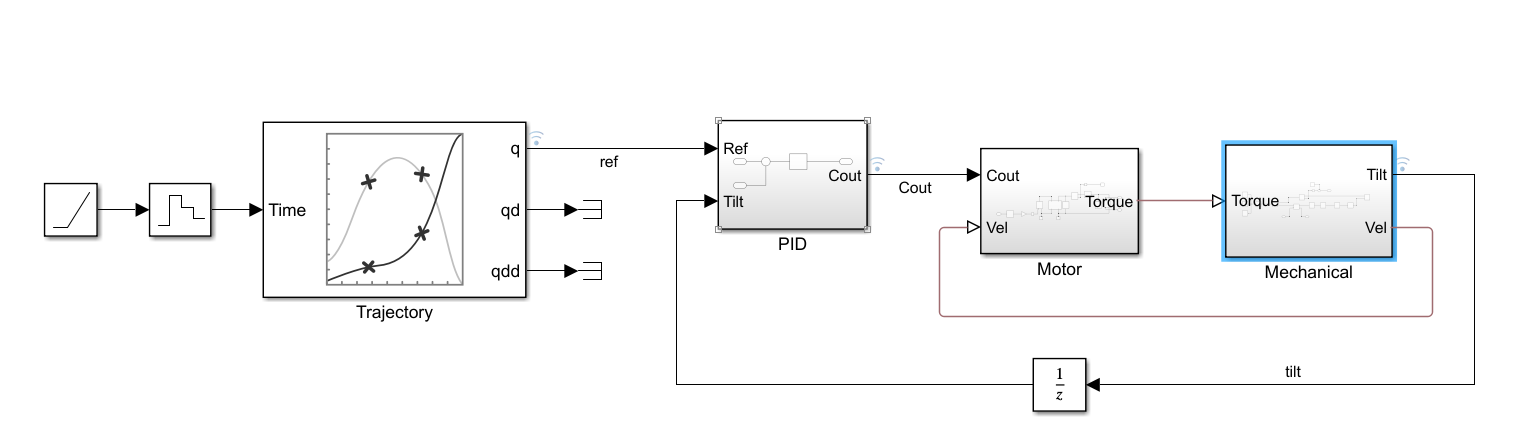 Time
q
qd
qdd
Trajectory
ref
Ref
Tilt
Cout
PID
Cout
Cout
Vel
Torque
Motor
Torque
Tilt
Vel
Mechanical
tilt
1
z